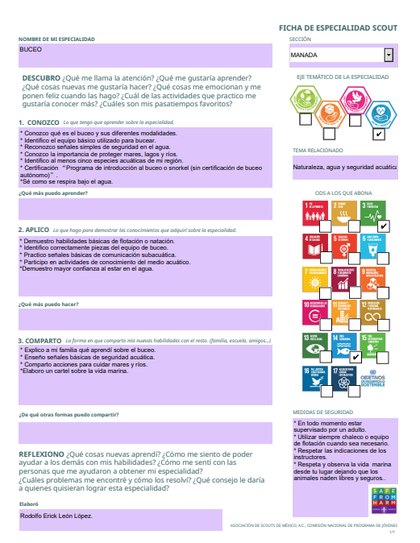 FICHA DE ESPECIALIDAD SCOUT
NOMBRE DE MI ESPECIALIDAD
BUCEO
SECCIÓN
MANADA
DESCUBRO ¿Qué me llama la atención? ¿Qué me gustaría aprender?
¿Qué cosas nuevas me gustaría hacer? ¿Qué cosas me emocionan y me
ponen feliz cuando las hago? ¿Cuál de las actividades que practico me
gustaría conocer más? ¿Cuáles son mis pasatiempos favoritos?
EJE TEMÁTICO DE LA ESPECIALIDAD
1. CONOZCO Lo que tengo que aprender sobre la especialidad.
* Conozco qué es el buceo y sus diferentes modalidades.
* Identifico el equipo básico utilizado para bucear.
* Reconozco señales simples de seguridad en el agua.
* Conozco la importancia de proteger mares, lagos y ríos.
* Identifico al menos cinco especies acuáticas de mi región.
* Certificación "Programa de introducción al buceo o snorkel (sin certificación de buceo
autónomo)".
*Sé como se respira bajo el agua.
¿Qué más puedo aprender?
TEMA RELACIONADO
Naturaleza, agua y seguridad acuátic
ODS A LOS QUE ABONA
2. APLICO Lo que hago para demostrar los conocimientos que adquirí sobre la especialidad.
* Demuestro habilidades básicas de flotación o natación.
* Identifico correctamente piezas del equipo de buceo.
* Practico señales básicas de comunicación subacuática.
* Participo en actividades de conocimiento del medio acuático.
*Demuestro mayor confianza al estar en el agua.
¿Qué más puedo hacer?
3. COMPARTO La forma en que comparto mis nuevas habilidades con el resto. (familia, escuela, amigos...)
* Explico a mi familia qué aprendí sobre el buceo.
* Enseño señales básicas de seguridad acuática.
* Comparto acciones para cuidar mares y ríos.
*Elaboro un cartel sobre la vida marina.
¿De qué otras formas puedo compartir?
MEDIDAS DE SEGURIDAD
* En todo momento estar
supervisado por un adulto.
* Utilizar siempre chaleco o equipo
de flotación cuando sea necesario.
* Respetar las indicaciones de los
instructores.
* Respeta y observa la vida marina
desde tu lugar dejando que los
animales naden libres y seguros..
REFLEXIONO ¿Qué cosas nuevas aprendí? ¿Cómo me siento de poder
ayudar a los demás con mis habilidades? ¿Cómo me sentí con las
personas que me ayudaron a obtener mi especialidad?
¿Cuáles problemas me encontré y cómo los resolví? ¿Qué consejo le daría
a quienes quisieran lograr esta especialidad?
Elaboró
Rodolfo Erick León López.
SAFE
FROM
HARM
ASOCIACIÓN DE SCOUTS DE MÉXICO, A.C., COMISIÓN NACIONAL DE PROGRAMA DE JÓVENES